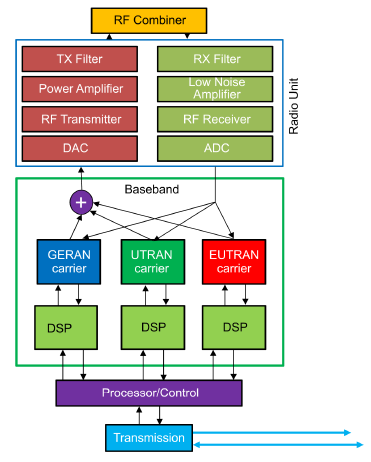 RF Combiner
TX Filter
RX Filter
Power Amplifier
Low Noise
Amplifier
RF Transmitter
RF Receiver
DAC
ADC
Radio Unit
Baseband
+
GERAN
carrier
UTRAN
carrier
EUTRAN
carrier
DSP
DSP
DSP
Processor/Control
Transmission